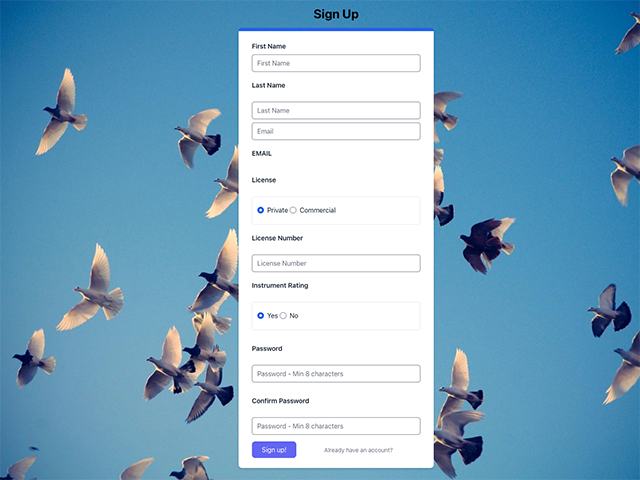 Sign Up
First Name
First Name
Last Name
Last Name
Email
EMAIL
License
Private Commercial
License Number
License Number
Instrument Rating
Yes No
Password
Password - Min 8 characters
Confirm Password
Password - Min 8 characters
Sign up! Already have an account?